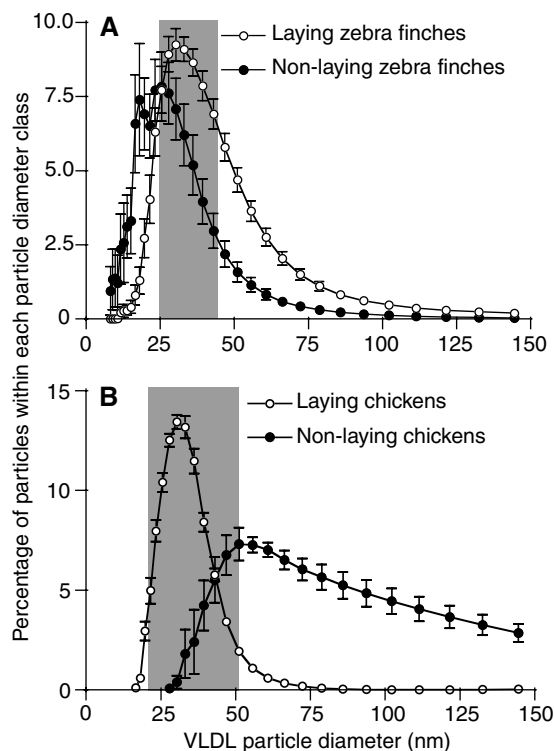 Percentage of particles within each particle diameter class
A
Laying zebra finches
Non-laying zebra finches
10.0
7.5
5.0
2.5
0
0 25 50 75 100 125 150
B
Laying chickens
Non-laying chickens
15
10
5
0
0 25 50 75 100 125 150
VLDL particle diameter (nm)